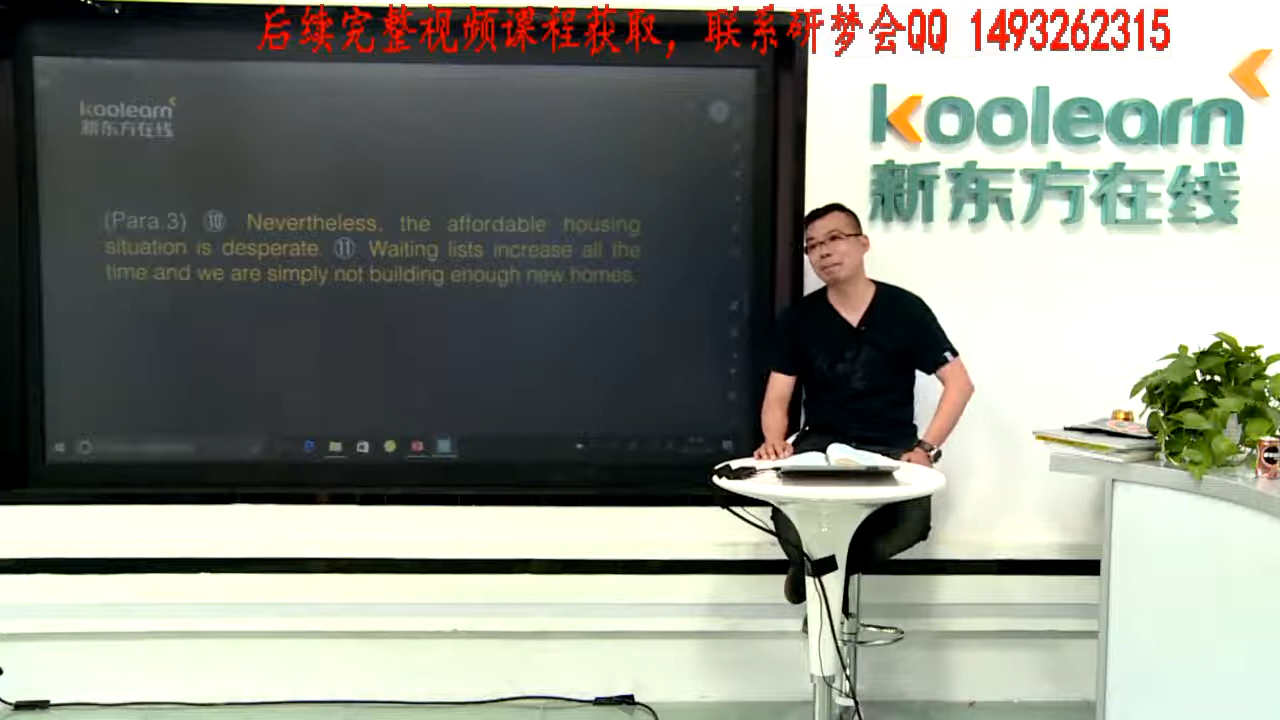 后续完整视频课程获取，联系研梦会QQ 1493262315
koolearn
新东方在线
koolearn
新东方在线
(Para.3) ⑩ Nevertheless, the affordable housing
situation is desperate. ⑪ Waiting lists increase all the
time and we are simply not building enough new homes.